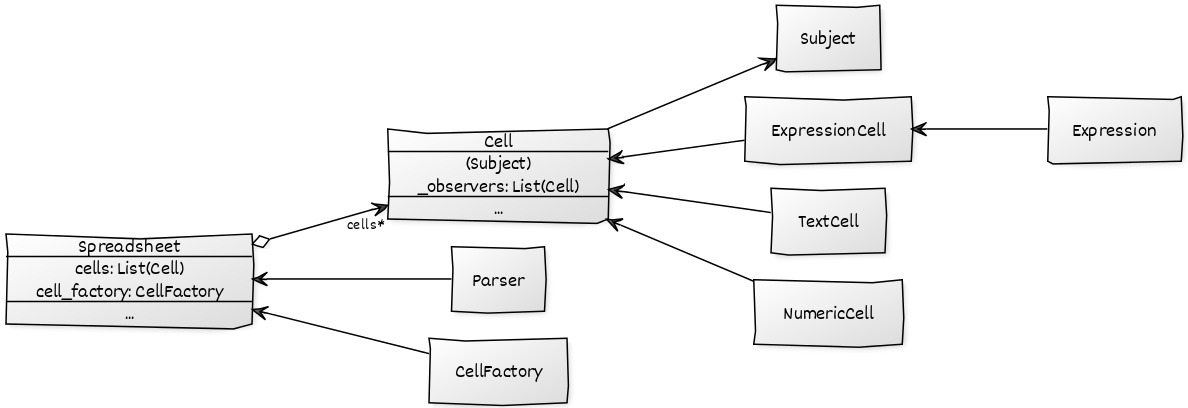 Subject
ExpressionCell
Expression
Cell
(Subject)
_observers: List(Cell)
...
TextCell
cells*
Spreadsheet
cells: List(Cell)
cell_factory: CellFactory
...
Parser
NumericCell
CellFactory